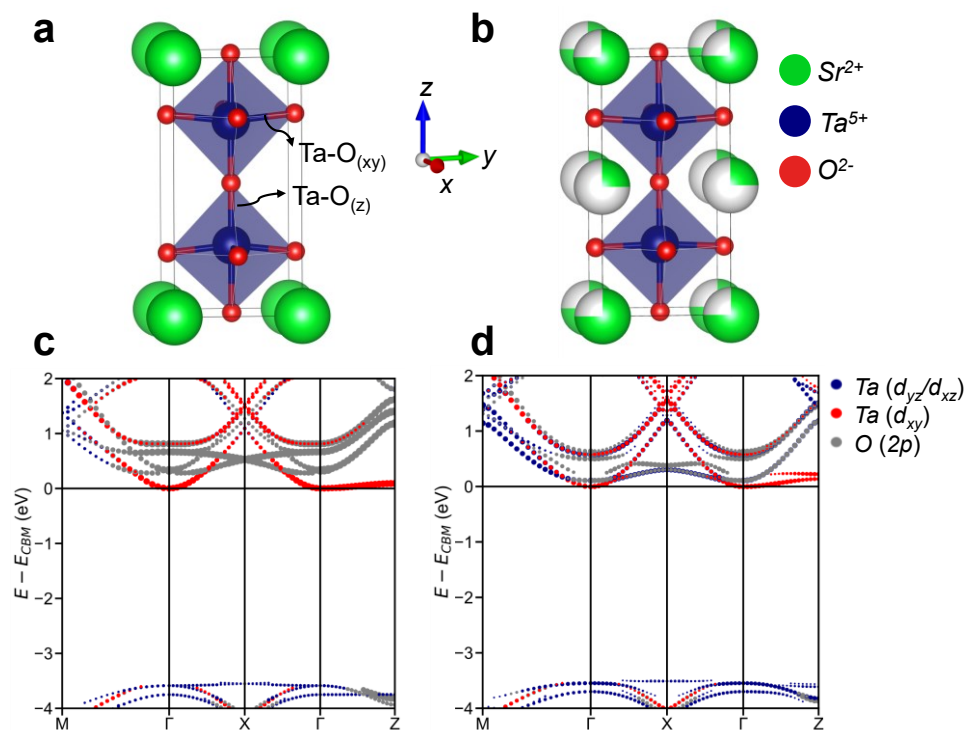 a
b
Ta-O(xy)
Ta-O(z)
z
y
x
Sr2+
Ta5+
O2-
c
d
E − ECBM (eV)
2
1
0
−1
−2
−3
−4
M Γ X Γ Z
E − ECBM (eV)
2
1
0
−1
−2
−3
−4
M Γ X Γ Z
Ta (dyz/dxz)
Ta (dxy)
O (2p)